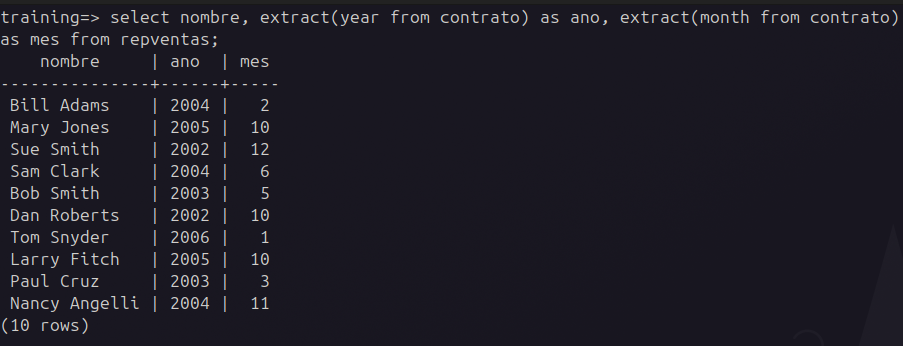 training=> select nombre, extract(year from contrato) as ano, extract(month from contrato)
as mes from repventas;
    nombre     | ano  | mes
---------------+------+-----
 Bill Adams    | 2004 |   2
 Mary Jones    | 2005 |  10
 Sue Smith     | 2002 |  12
 Sam Clark     | 2004 |   6
 Bob Smith     | 2003 |   5
 Dan Roberts   | 2002 |  10
 Tom Snyder    | 2006 |   1
 Larry Fitch   | 2005 |  10
 Paul Cruz     | 2003 |   3
 Nancy Angelli | 2004 |  11
(10 rows)